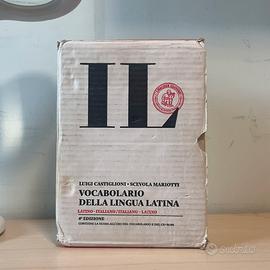 IL
LUIGI CASTIGLIONI - SCEVOLA MARIOTTI
VOCABOLARIO
DELLA LINGUA LATINA
LATINO-ITALIANO/ITALIANO-LATINO
4ª EDIZIONE
subito